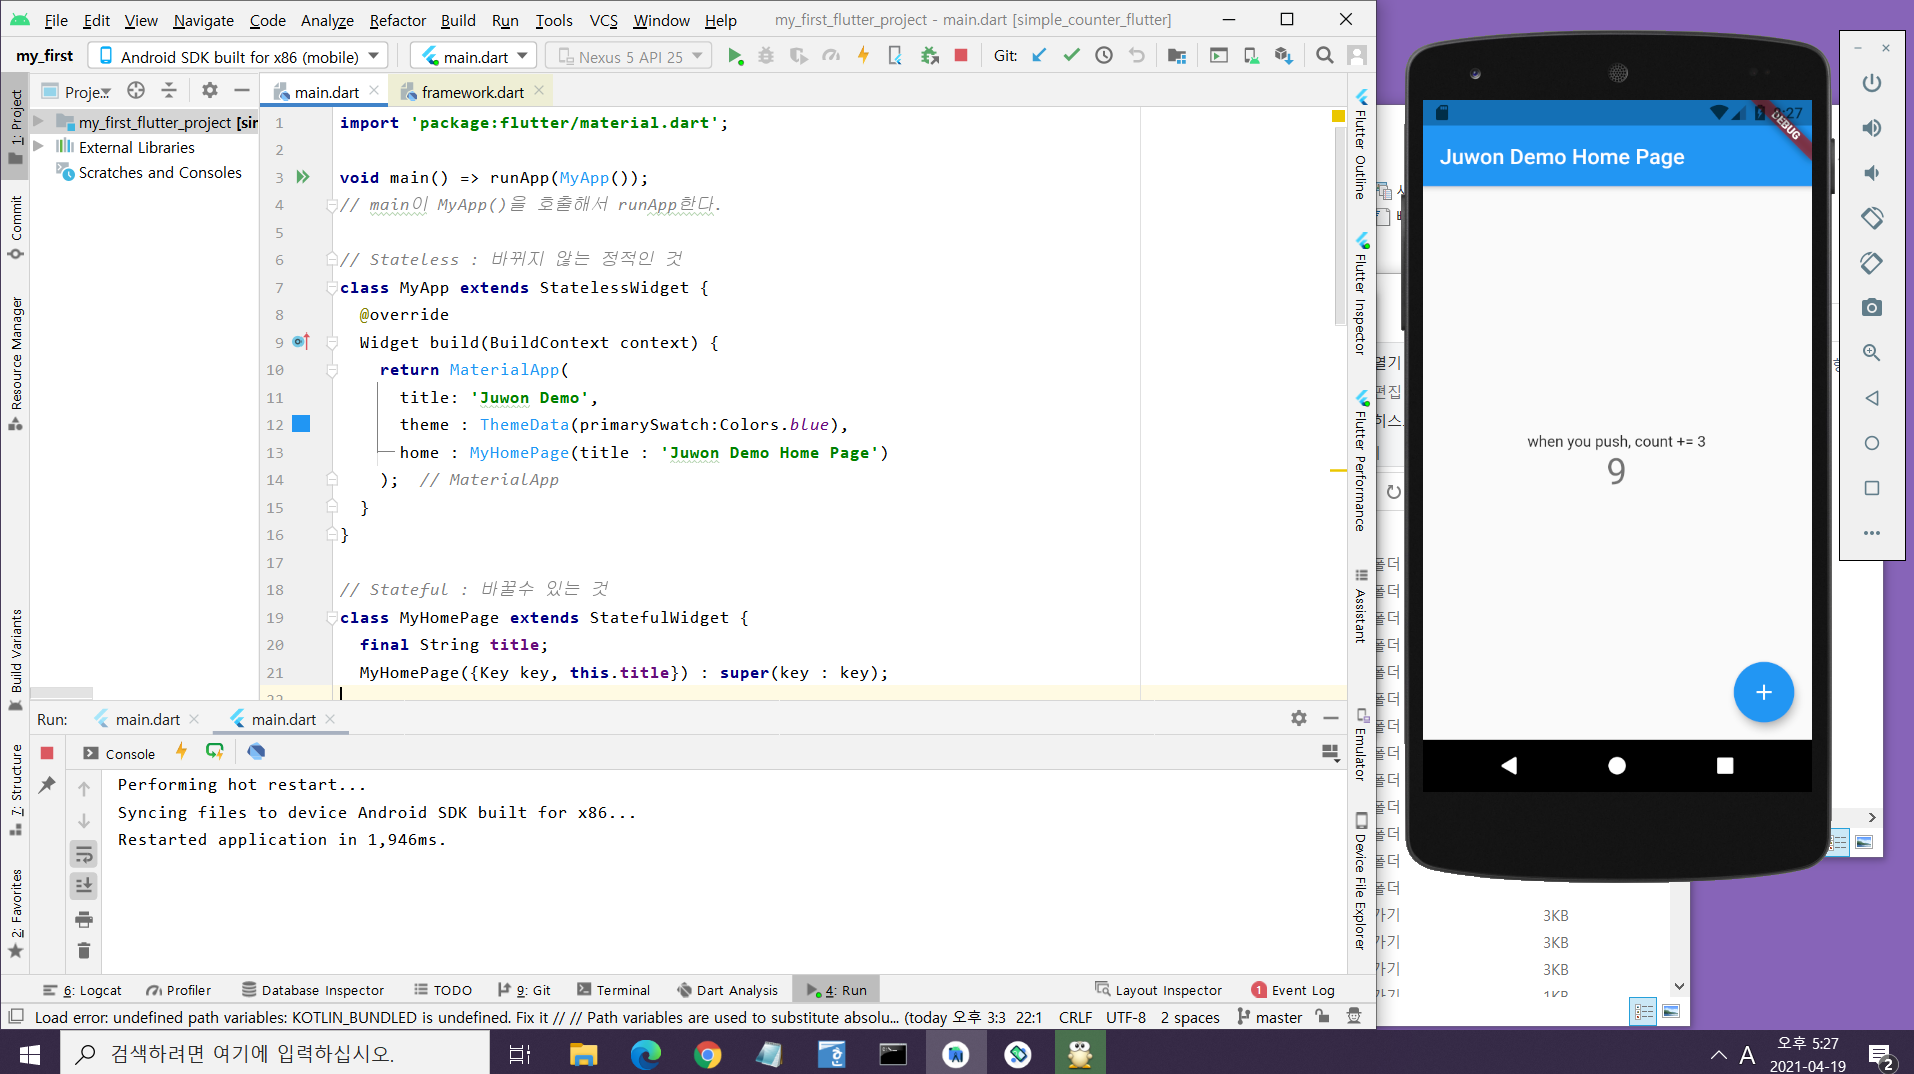 File Edit View Navigate Code Analyze Refactor Build Run Tools VCS Window Help my_first_flutter_project - main.dart [simple_counter_flutter]
my_first Android SDK built for x86 (mobile) main.dart Nexus 5 API 25 Git:
Proje... main.dart framework.dart
my_first_flutter_project [sir
External Libraries
Scratches and Consoles
1: Project
Commit
Resource Manager
Build Variants
7: Structure
2: Favorites
1 import 'package:flutter/material.dart';
2
3 void main() => runApp(MyApp());
4 // main이 MyApp()을 호출해서 runApp한다.
5
6 // Stateless : 바뀌지 않는 정적인 것
7 class MyApp extends StatelessWidget {
8 @override
9 Widget build(BuildContext context) {
10 return MaterialApp(
11 title: 'Juwon Demo',
12 theme : ThemeData(primarySwatch:Colors.blue),
13 home : MyHomePage(title : 'Juwon Demo Home Page')
14 ); // MaterialApp
15 }
16 }
17
18 // Stateful : 바꿀수 있는 것
19 class MyHomePage extends StatefulWidget {
20 final String title;
21 MyHomePage({Key key, this.title}) : super(key : key);
22
Flutter Outline
Flutter Inspector
Flutter Performance
Assistant
Emulator
Device File Explorer
Run: main.dart main.dart
Console
Performing hot restart...
Syncing files to device Android SDK built for x86...
Restarted application in 1,946ms.
6: Logcat Profiler Database Inspector TODO 9: Git Terminal Dart Analysis 4: Run Layout Inspector 1 Event Log
Load error: undefined path variables: KOTLIN_BUNDLED is undefined. Fix it // // Path variables are used to substitute absolu... (today 오후 3:3 22:1 CRLF UTF-8 2 spaces master
:27
DEBUG
Juwon Demo Home Page
when you push, count += 3
9
+
열기
편집
히스
폴더
폴더
폴더
폴더
폴더
폴더
폴더
폴더
폴더
폴더
폴더
폴더
폴더
가기 3KB
가기 3KB
가기 3KB
1KB
검색하려면 여기에 입력하십시오.
A 오후 5:27
2021-04-19 2